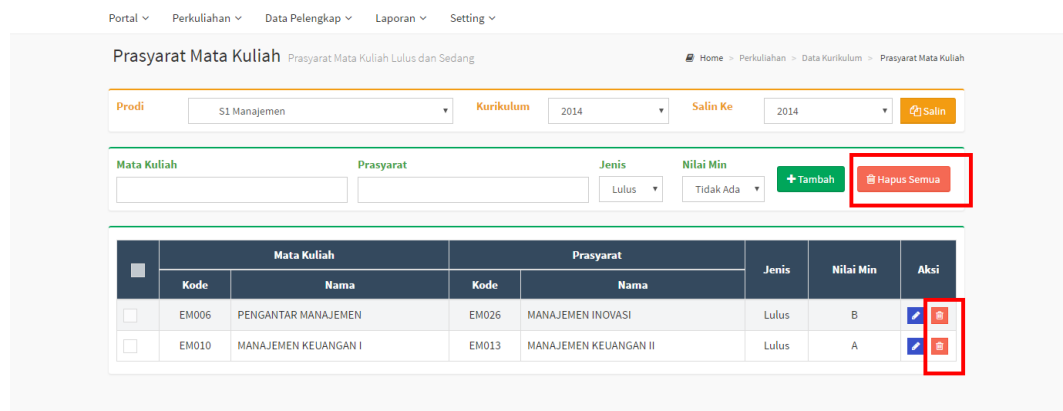 Portal Perkuliahan Data Pelengkap Laporan Setting
Prasyarat Mata Kuliah Prasyarat Mata Kuliah Lulus dan Sedang Home > Perkuliahan > Data Kurikulum > Prasyarat Mata Kuliah
Prodi S1 Manajemen Kurikulum 2014 Salin Ke 2014 Salin
Mata Kuliah Prasyarat Jenis Nilai Min
Lulus Tidak Ada + Tambah Hapus Semua
Mata Kuliah Prasyarat Jenis Nilai Min Aksi
Kode Nama Kode Nama
EM006 PENGANTAR MANAJEMEN EM026 MANAJEMEN INOVASI Lulus B
EM010 MANAJEMEN KEUANGAN I EM013 MANAJEMEN KEUANGAN II Lulus A